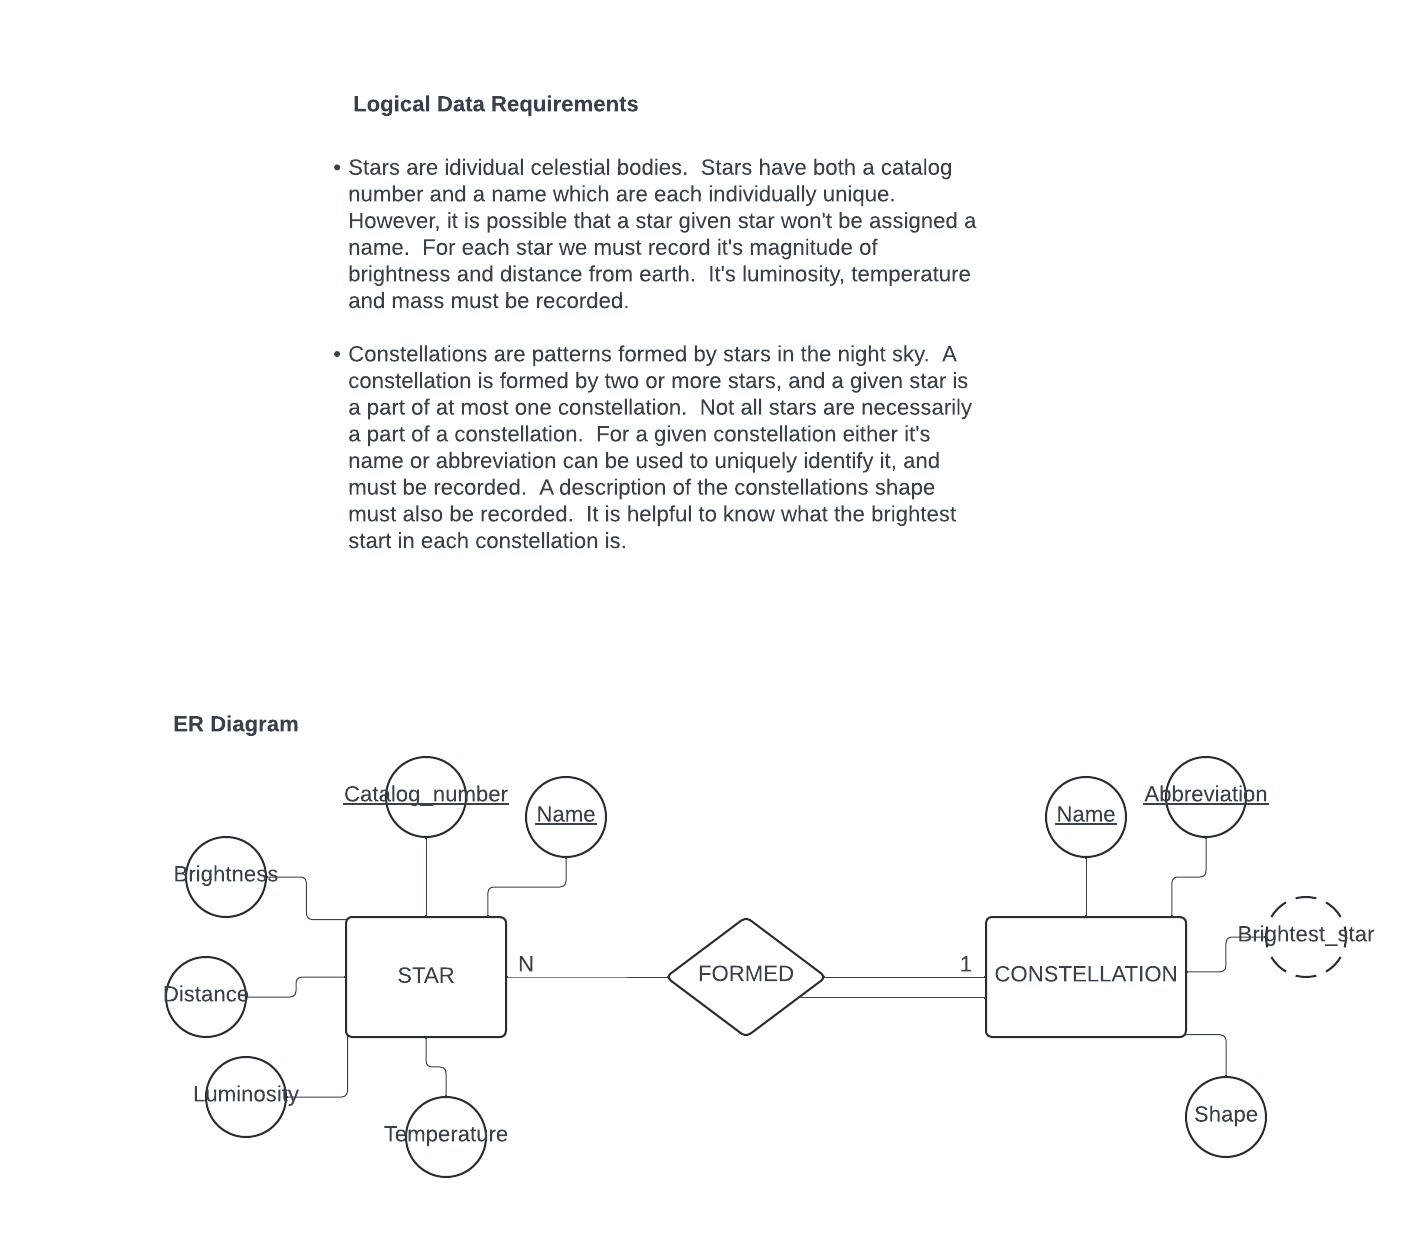 Logical Data Requirements
• Stars are idividual celestial bodies.  Stars have both a catalog
number and a name which are each individually unique.
However, it is possible that a star given star won't be assigned a
name.  For each star we must record it's magnitude of
brightness and distance from earth.  It's luminosity, temperature
and mass must be recorded.
• Constellations are patterns formed by stars in the night sky.  A
constellation is formed by two or more stars, and a given star is
a part of at most one constellation.  Not all stars are necessarily
a part of a constellation.  For a given constellation either it's
name or abbreviation can be used to uniquely identify it, and
must be recorded.  A description of the constellations shape
must also be recorded.  It is helpful to know what the brightest
start in each constellation is.
ER Diagram
Catalog_number
Name
Name
Abbreviation
Brightness
Brightest_star
STAR
N
FORMED
1
CONSTELLATION
Distance
Luminosity
Temperature
Shape